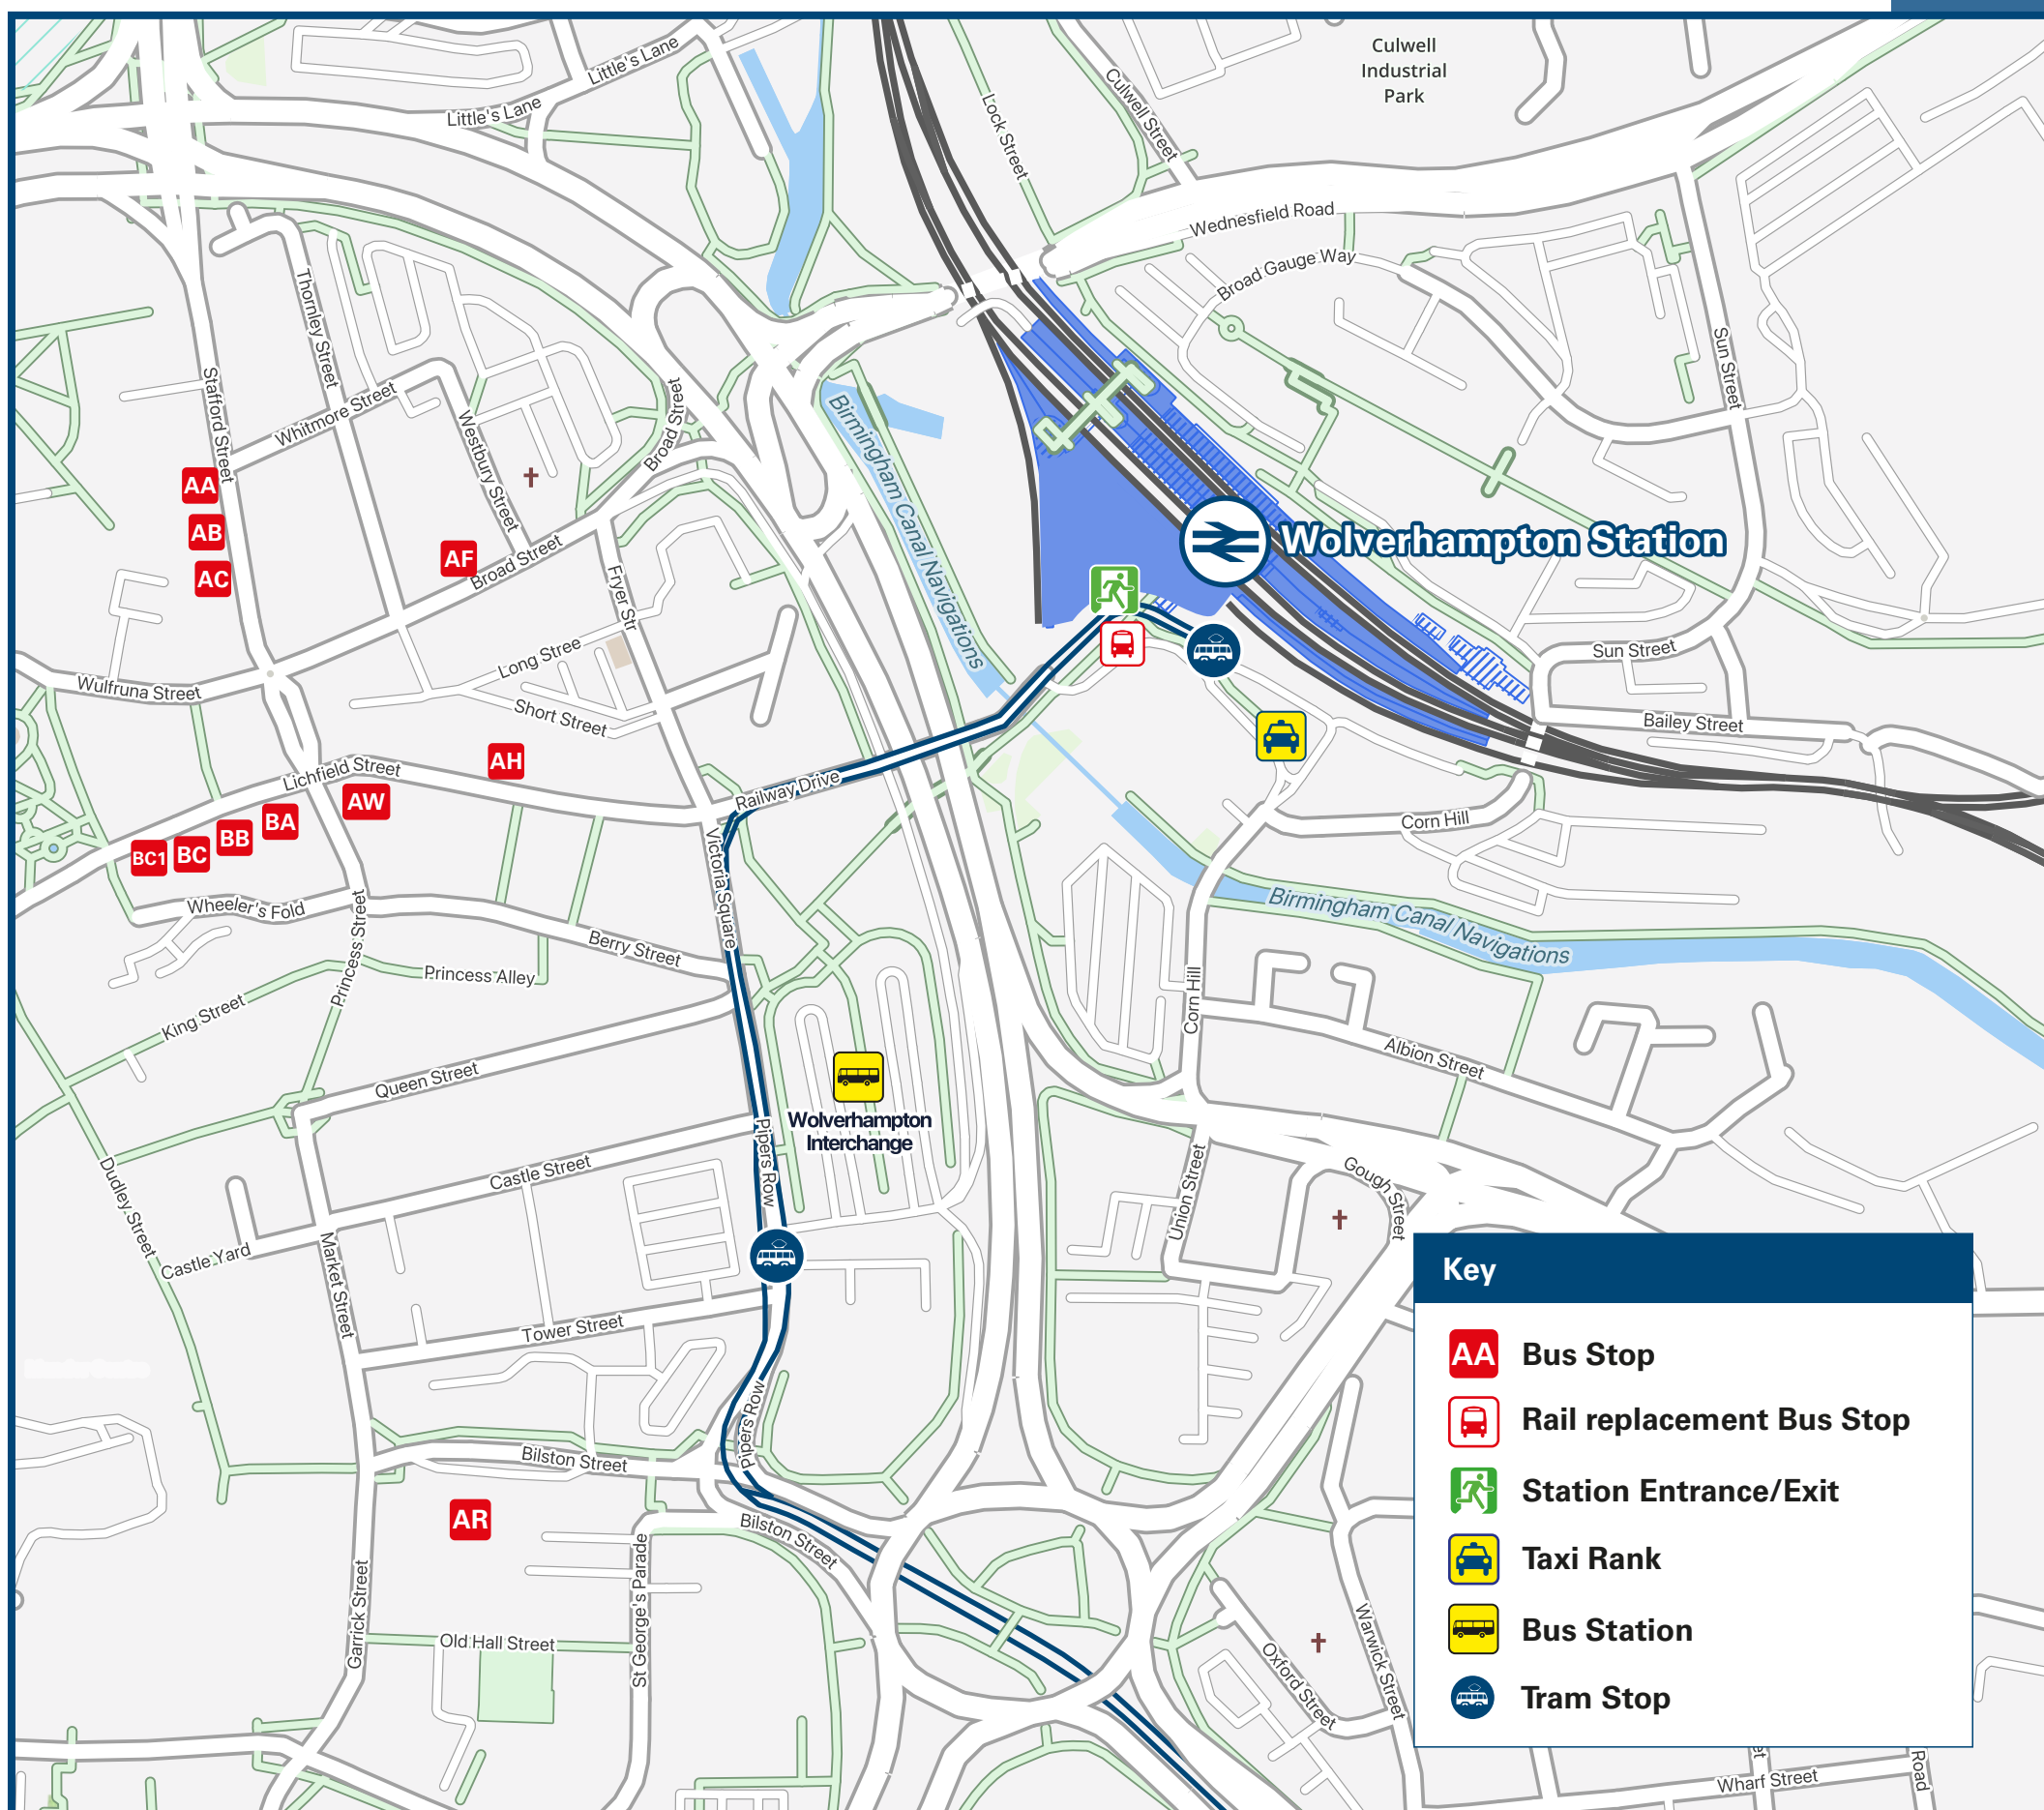 Culwell
Industrial
Park
Little's Lane
Little's Lane
Lock Street
Culwell Street
Wednesfield Road
Broad Gauge Way
Thornley Street
Stafford Street
Whitmore Street
Westbury Street
Broad Street
Sun Street
Birmingham Canal Navigations
AA
AB
AC
AF
Broad Street
Wolverhampton Station
Fryer Str
Long Stree
Sun Street
Wulfruna Street
Short Street
Bailey Street
Lichfield Street
AH
AW
Railway Drive
BA
BB
BC
BC1
Corn Hill
Victoria Square
Wheeler's Fold
Birmingham Canal Navigations
Princess Street
Berry Street
Princess Alley
King Street
Corn Hill
Albion Street
Queen Street
Wolverhampton
Interchange
Pipers Row
Castle Street
Dudley Street
Union Street
Gough Street
Castle Yard
Market Street
Tower Street
Pipers Row
Bilston Street
AR
Bilston Street
Garrick Street
St George's Parade
Old Hall Street
Oxford Street
Warwick Street
Key
AA Bus Stop
Rail replacement Bus Stop
Station Entrance/Exit
Taxi Rank
Bus Station
Tram Stop
et
Road
Wharf Street